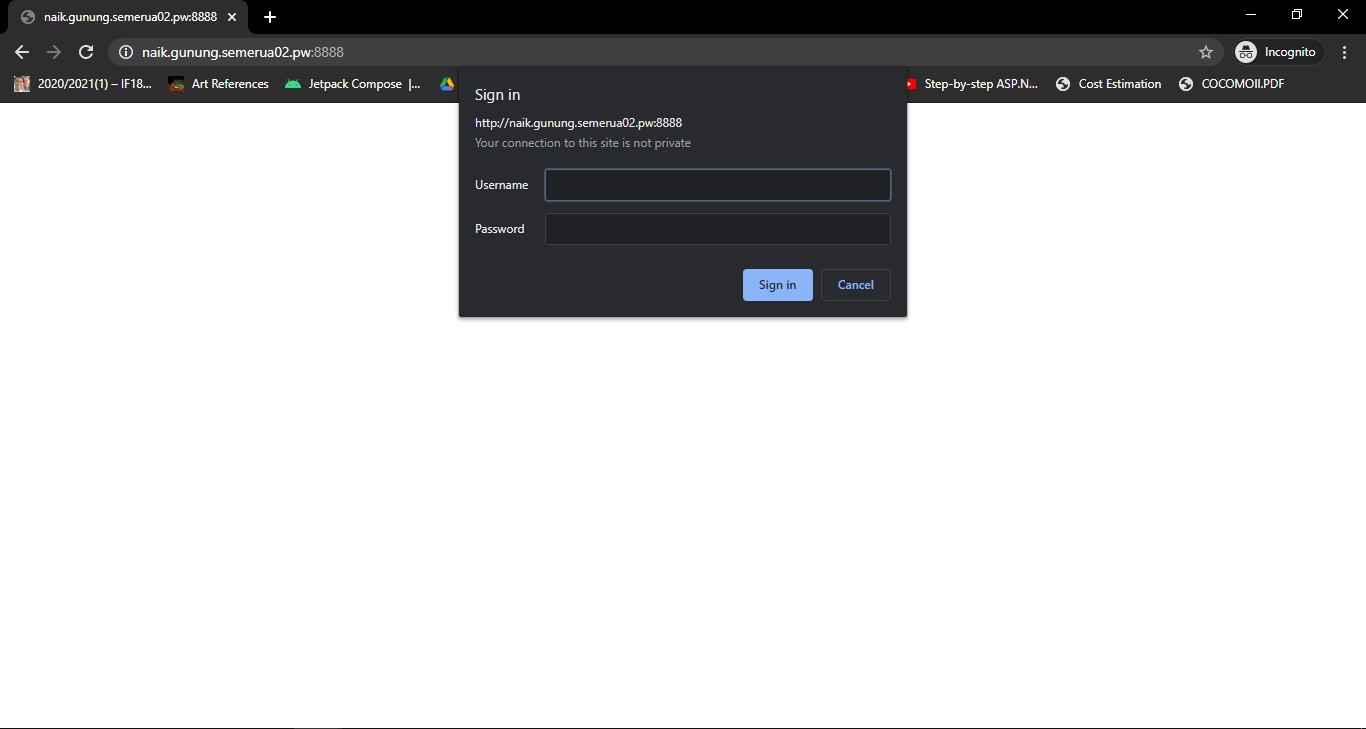 naik.gunung.semerua02.pw:8888
naik.gunung.semerua02.pw:8888
Incognito
2020/2021(1) – IF18... Art References Jetpack Compose |... Step-by-step ASP.N... Cost Estimation COCOMOII.PDF
Sign in
http://naik.gunung.semerua02.pw:8888
Your connection to this site is not private
Username
Password
Sign in Cancel